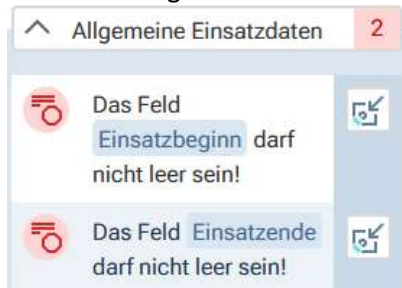 Allgemeine Einsatzdaten 2
Das Feld
Einsatzbeginn darf
nicht leer sein!
Das Feld Einsatzende
darf nicht leer sein!